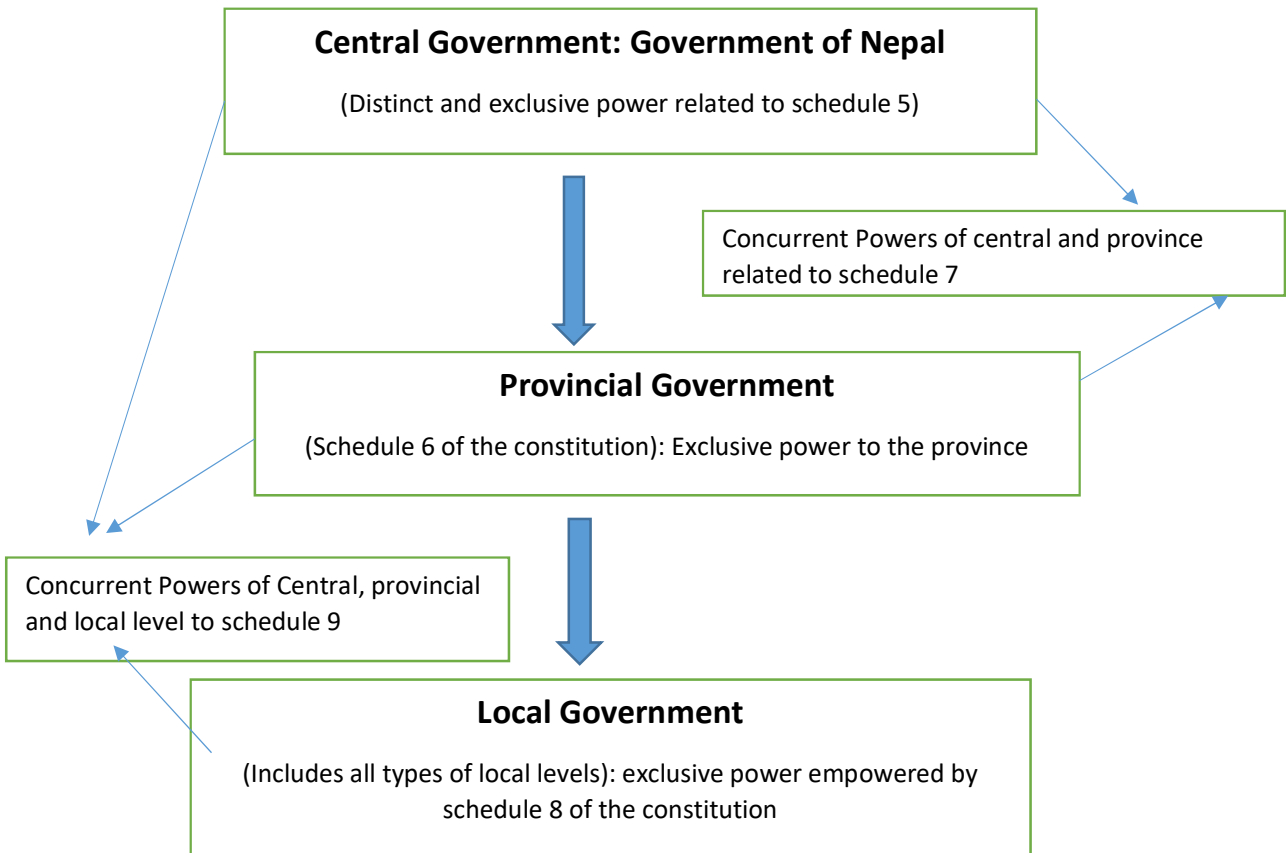 Central Government: Government of Nepal
(Distinct and exclusive power related to schedule 5)
Concurrent Powers of central and province
related to schedule 7
Provincial Government
(Schedule 6 of the constitution): Exclusive power to the province
Concurrent Powers of Central, provincial
and local level to schedule 9
Local Government
(Includes all types of local levels): exclusive power empowered by
schedule 8 of the constitution